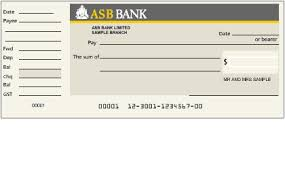 Date
Payee
Fwd
Dep
Bal
Chq
Bal
GST
00001
ASB BANK
ASB BANK LIMITED
SAMPLE BRANCH
Date
Pay
or bearer
The sum of
$
MR AND MRS SAMPLE
00001 12-3001-1234567-00